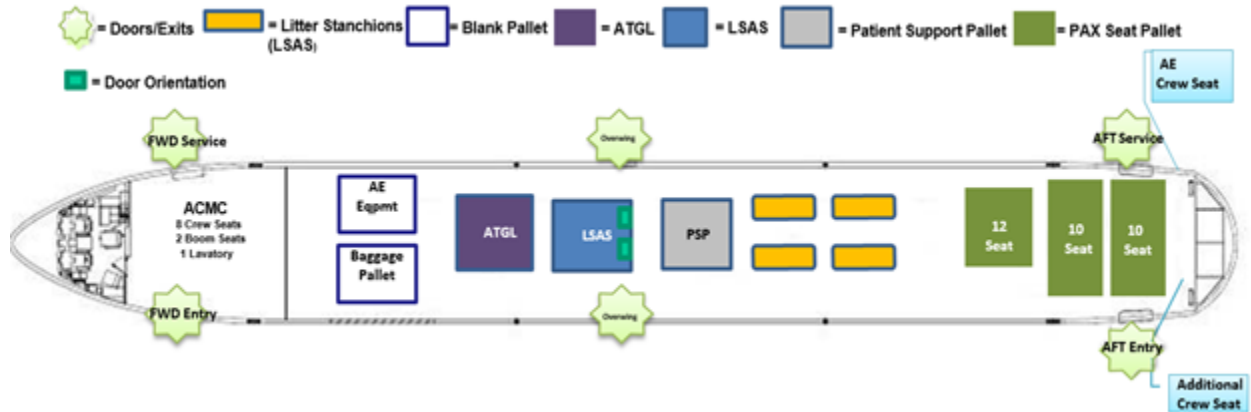 = Doors/Exits
= Litter Stanchions
(LSAS)
= Blank Pallet
= ATGL
= LSAS
= Patient Support Pallet
= PAX Seat Pallet
= Door Orientation
AE
Crew Seat
FWD Service
Overwing
AFT Service
ACMC
8 Crew Seats
2 Boom Seats
1 Lavatory
AE
Eqpmt
Baggage
Pallet
ATGL
LSAS
PSP
12
Seat
10
Seat
10
Seat
FWD Entry
Overwing
AFT Entry
Additional
Crew Seat